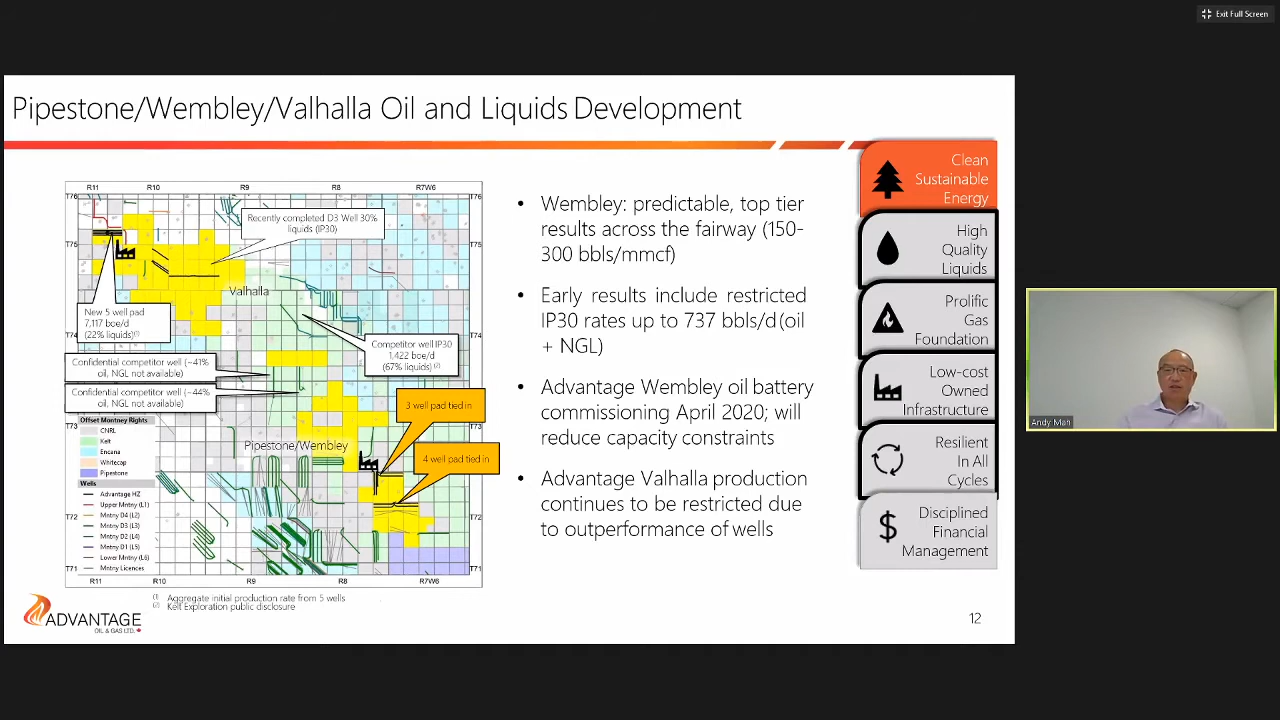 Exit Full Screen
Pipestone/Wembley/Valhalla Oil and Liquids Development
R11 R10 R9 R8 R7W6
T76 T76
T75 T75
T74 T74
T73 T73
T72 T72
T71 T71
Recently completed D3 Well 30%
liquids (IP30)
Valhalla
New 5 well pad
7,117 boe/d
(22% liquids)(1)
Competitor well IP30
1,422 boe/d
(67% liquids) (2)
Confidential competitor well (~41%
oil, NGL not available)
Confidential competitor well (~44%
oil, NGL not available)
3 well pad tied in
Pipestone/Wembley
4 well pad tied in
Offset Montney Rights
CNRL
Kelt
Encana
Whitecap
Pipestone
Wells
Advantage HZ
Upper Mntny (L1)
Mntny D4 (L2)
Mntny D3 (L3)
Mntny D2 (L4)
Mntny D1 (L5)
Lower Mntny (L6)
Mntny Licences
R11 R10 R9 R8 R7W6
(1) Aggregate initial production rate from 5 wells
(2) Kelt Exploration public disclosure
• Wembley: predictable, top tier
results across the fairway (150-
300 bbls/mmcf)
• Early results include restricted
IP30 rates up to 737 bbls/d (oil
+ NGL)
• Advantage Wembley oil battery
commissioning April 2020; will
reduce capacity constraints
• Advantage Valhalla production
continues to be restricted due
to outperformance of wells
Clean
Sustainable
Energy
High
Quality
Liquids
Prolific
Gas
Foundation
Low-cost
Owned
Infrastructure
Resilient
In All
Cycles
$
Disciplined
Financial
Management
ADVANTAGE
OIL & GAS LTD.
12
Andy Mah